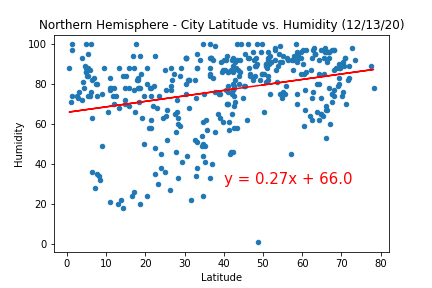 Northern Hemisphere - City Latitude vs. Humidity (12/13/20)
100
80
60
40
20
0
Humidity
y = 0.27x + 66.0
0 10 20 30 40 50 60 70 80
Latitude